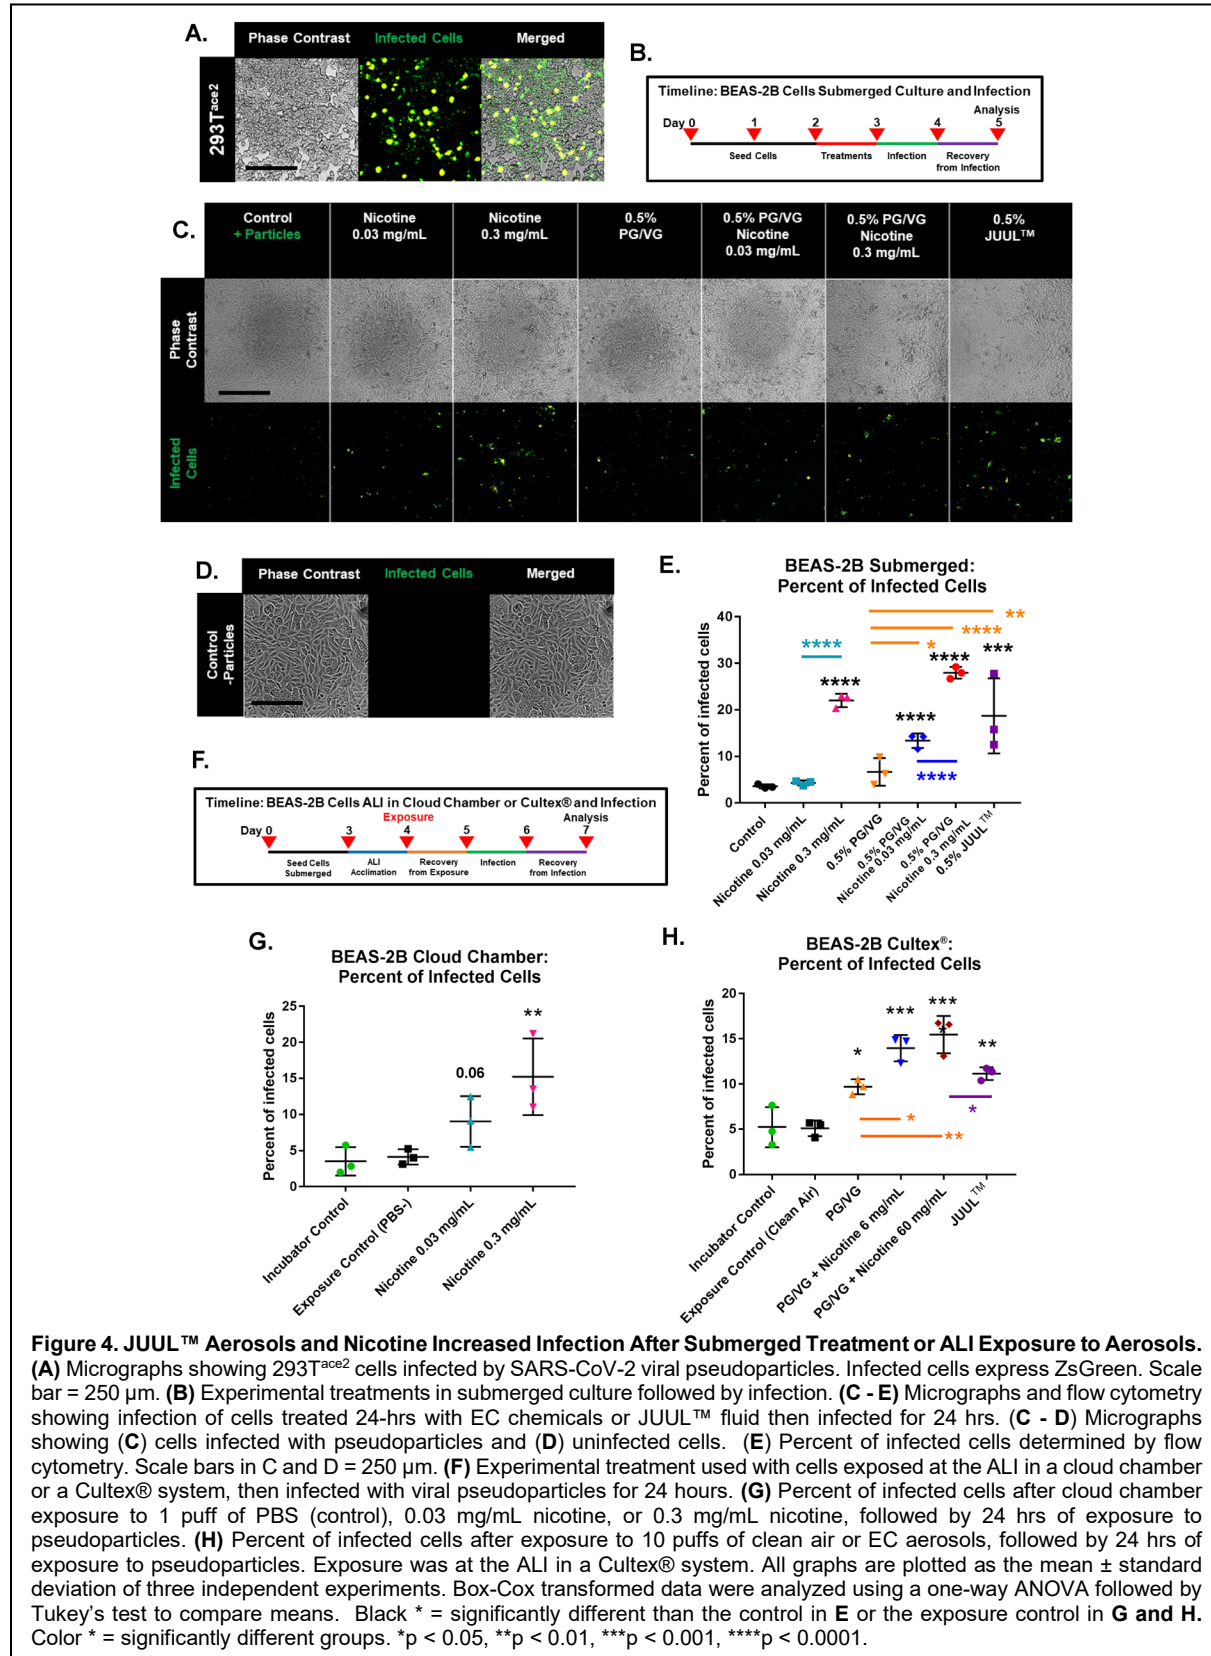 A.
Phase Contrast Infected Cells Merged
293Tace2
B.
Timeline: BEAS-2B Cells Submerged Culture and Infection
Analysis
Day 0 1 2 3 4 5
Seed Cells Treatments Infection Recovery
from Infection
C.
Control
+ Particles
Nicotine
0.03 mg/mL
Nicotine
0.3 mg/mL
0.5%
PG/VG
0.5% PG/VG
Nicotine
0.03 mg/mL
0.5% PG/VG
Nicotine
0.3 mg/mL
0.5%
JUUL™
Phase
Contrast
Infected
Cells
D.
Phase Contrast Infected Cells Merged
Control
-Particles
E.
BEAS-2B Submerged:
Percent of Infected Cells
Percent of infected cells
40
30
20
10
0
****
****
**
****
*
****
***
****
****
Control
Nicotine 0.03 mg/mL
Nicotine 0.3 mg/mL
0.5% PG/VG
0.5% PG/VG
Nicotine 0.03 mg/mL
0.5% PG/VG
Nicotine 0.3 mg/mL
0.5% JUUL™
F.
Timeline: BEAS-2B Cells ALI in Cloud Chamber or Cultex® and Infection
Exposure Analysis
Day 0 3 4 5 6 7
Seed Cells
Submerged
ALI
Acclimation
Recovery
from Exposure
Infection
Recovery
from Infection
G.
BEAS-2B Cloud Chamber:
Percent of Infected Cells
Percent of infected cells
25
20
15
10
5
0
0.06
**
Incubator Control
Exposure Control (PBS-)
Nicotine 0.03 mg/mL
Nicotine 0.3 mg/mL
H.
BEAS-2B Cultex®:
Percent of Infected Cells
Percent of infected cells
20
15
10
5
0
*
***
***
*
**
*
**
*
Incubator Control
Exposure Control (Clean Air)
PG/VG
PG/VG + Nicotine 6 mg/mL
PG/VG + Nicotine 60 mg/mL
JUUL™
Figure 4. JUUL™ Aerosols and Nicotine Increased Infection After Submerged Treatment or ALI Exposure to Aerosols.
(A) Micrographs showing 293Tace2 cells infected by SARS-CoV-2 viral pseudoparticles. Infected cells express ZsGreen. Scale
bar = 250 µm. (B) Experimental treatments in submerged culture followed by infection. (C - E) Micrographs and flow cytometry
showing infection of cells treated 24-hrs with EC chemicals or JUUL™ fluid then infected for 24 hrs. (C - D) Micrographs
showing (C) cells infected with pseudoparticles and (D) uninfected cells. (E) Percent of infected cells determined by flow
cytometry. Scale bars in C and D = 250 µm. (F) Experimental treatment used with cells exposed at the ALI in a cloud chamber
or a Cultex® system, then infected with viral pseudoparticles for 24 hours. (G) Percent of infected cells after cloud chamber
exposure to 1 puff of PBS (control), 0.03 mg/mL nicotine, or 0.3 mg/mL nicotine, followed by 24 hrs of exposure to
pseudoparticles. (H) Percent of infected cells after exposure to 10 puffs of clean air or EC aerosols, followed by 24 hrs of
exposure to pseudoparticles. Exposure was at the ALI in a Cultex® system. All graphs are plotted as the mean ± standard
deviation of three independent experiments. Box-Cox transformed data were analyzed using a one-way ANOVA followed by
Tukey's test to compare means. Black * = significantly different than the control in E or the exposure control in G and H.
Color * = significantly different groups. *p < 0.05, **p < 0.01, ***p < 0.001, ****p < 0.0001.